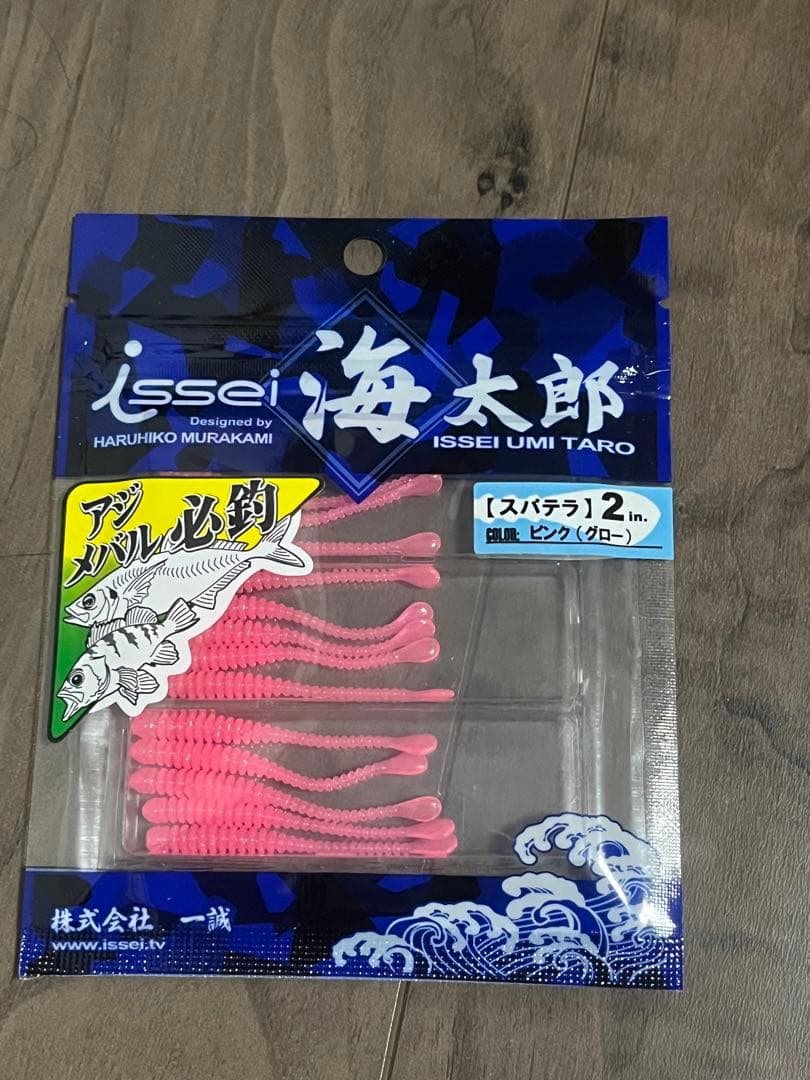 issei
Designed by
HARUHIKO MURAKAMI
海太郎
ISSEI UMI TARO
アジ
メバル 必釣
【スパテラ】2in.
COLOR: ピンク(グロー)
株式会社 一誠
www.issei.tv